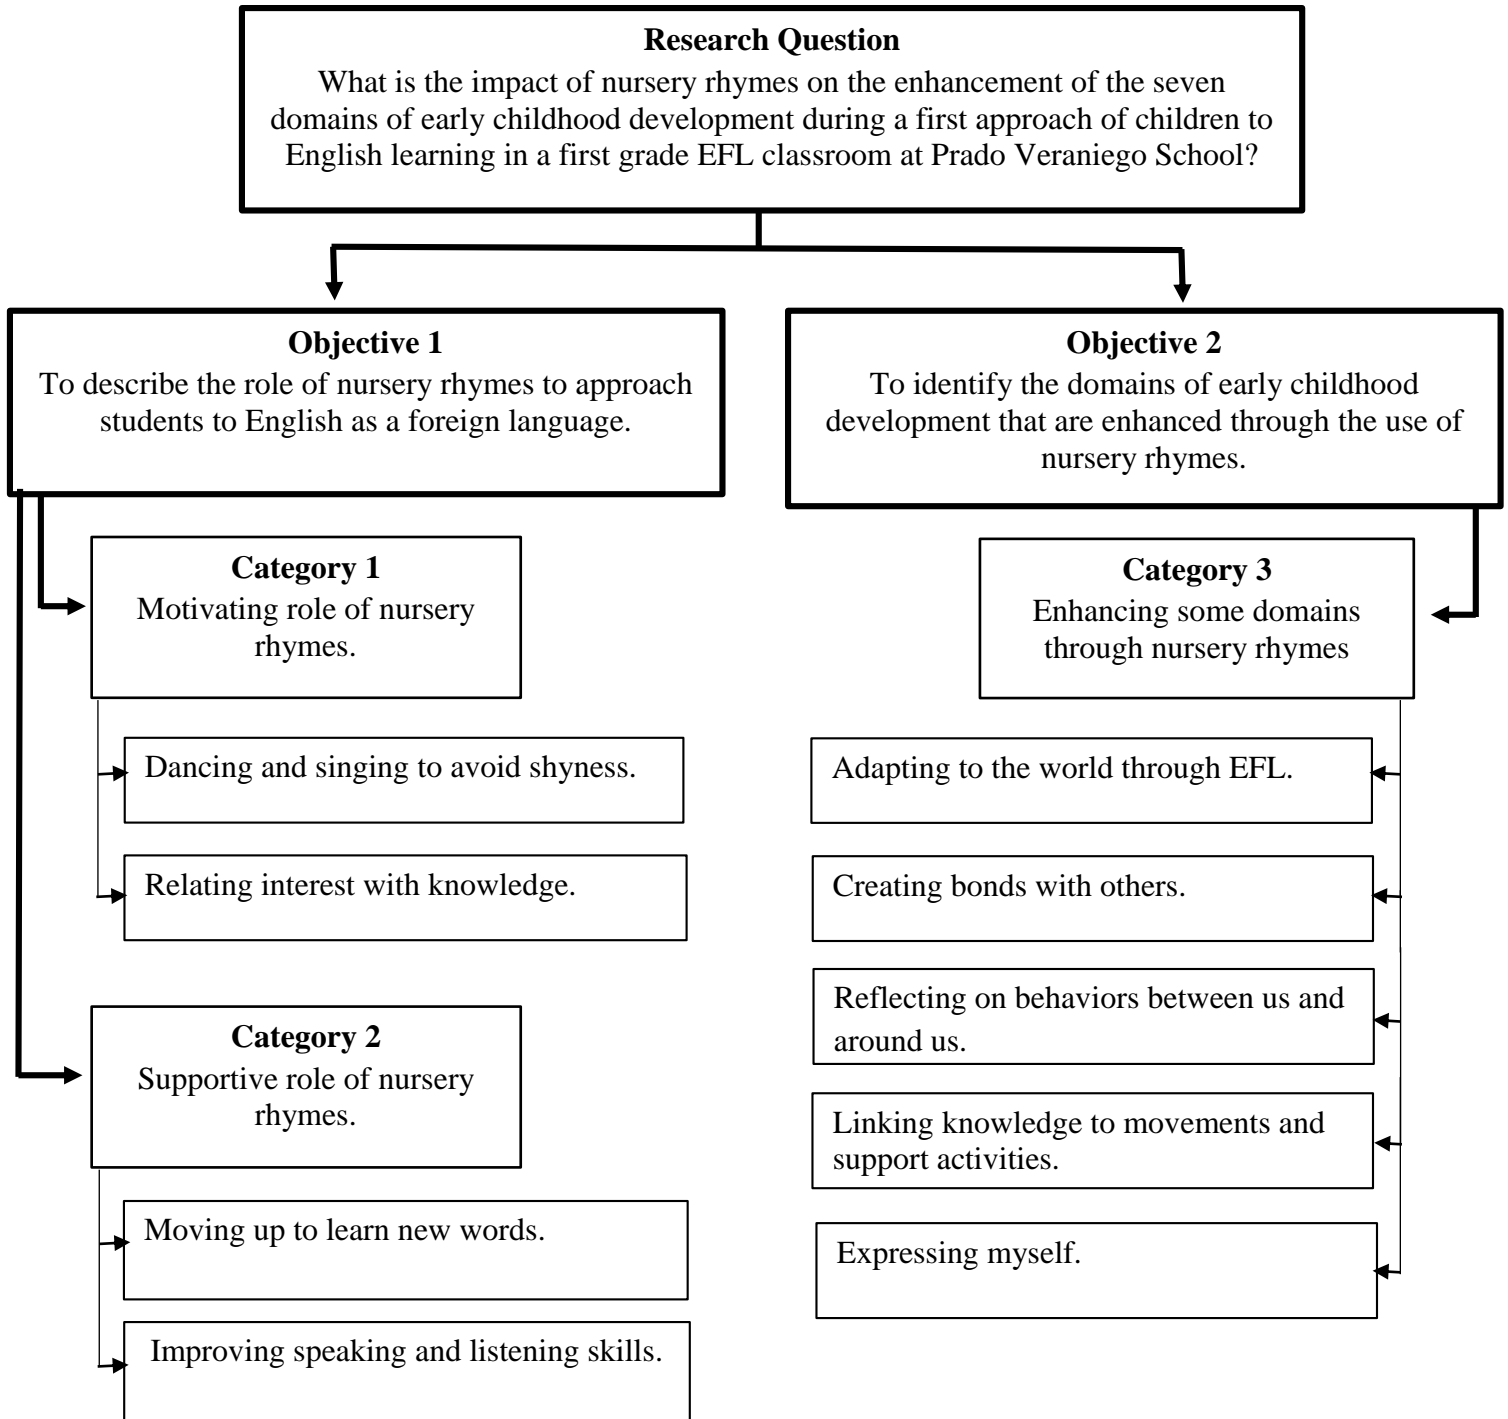 Research Question
What is the impact of nursery rhymes on the enhancement of the seven
domains of early childhood development during a first approach of children to
English learning in a first grade EFL classroom at Prado Veraniego School?
Objective 1
To describe the role of nursery rhymes to approach
students to English as a foreign language.
Objective 2
To identify the domains of early childhood
development that are enhanced through the use of
nursery rhymes.
Category 1
Motivating role of nursery
rhymes.
Dancing and singing to avoid shyness.
Relating interest with knowledge.
Category 2
Supportive role of nursery
rhymes.
Moving up to learn new words.
Improving speaking and listening skills.
Category 3
Enhancing some domains
through nursery rhymes
Adapting to the world through EFL.
Creating bonds with others.
Reflecting on behaviors between us and
around us.
Linking knowledge to movements and
support activities.
Expressing myself.